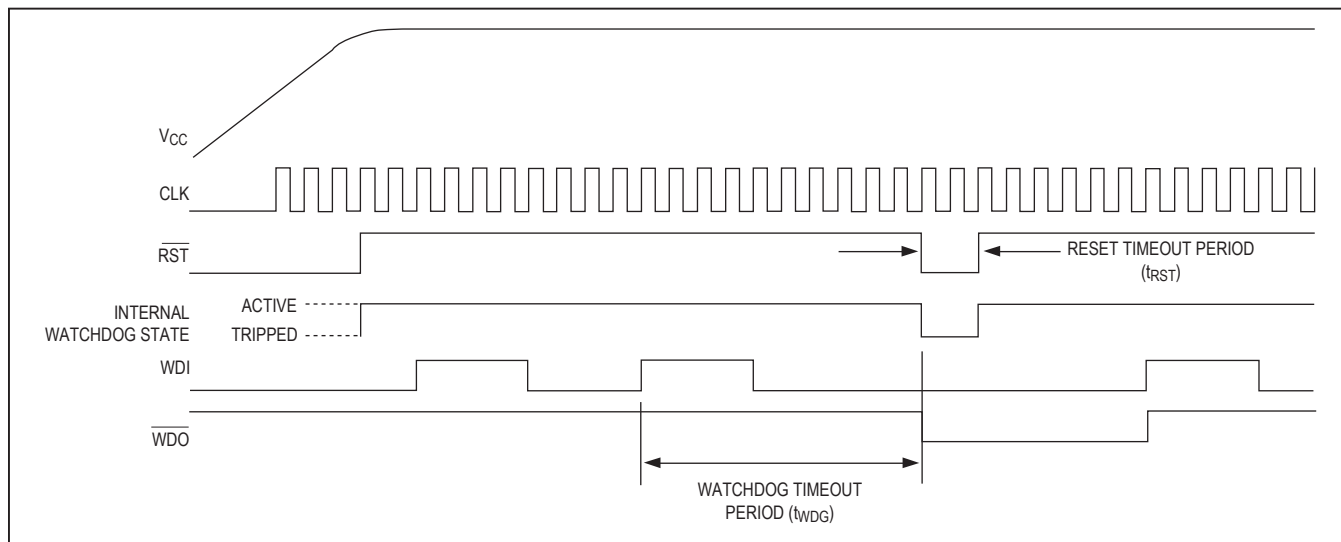 VCC
CLK
RST
RESET TIMEOUT PERIOD
(tRST)
INTERNAL
WATCHDOG STATE
ACTIVE
TRIPPED
WDI
WDO
WATCHDOG TIMEOUT
PERIOD (tWDG)